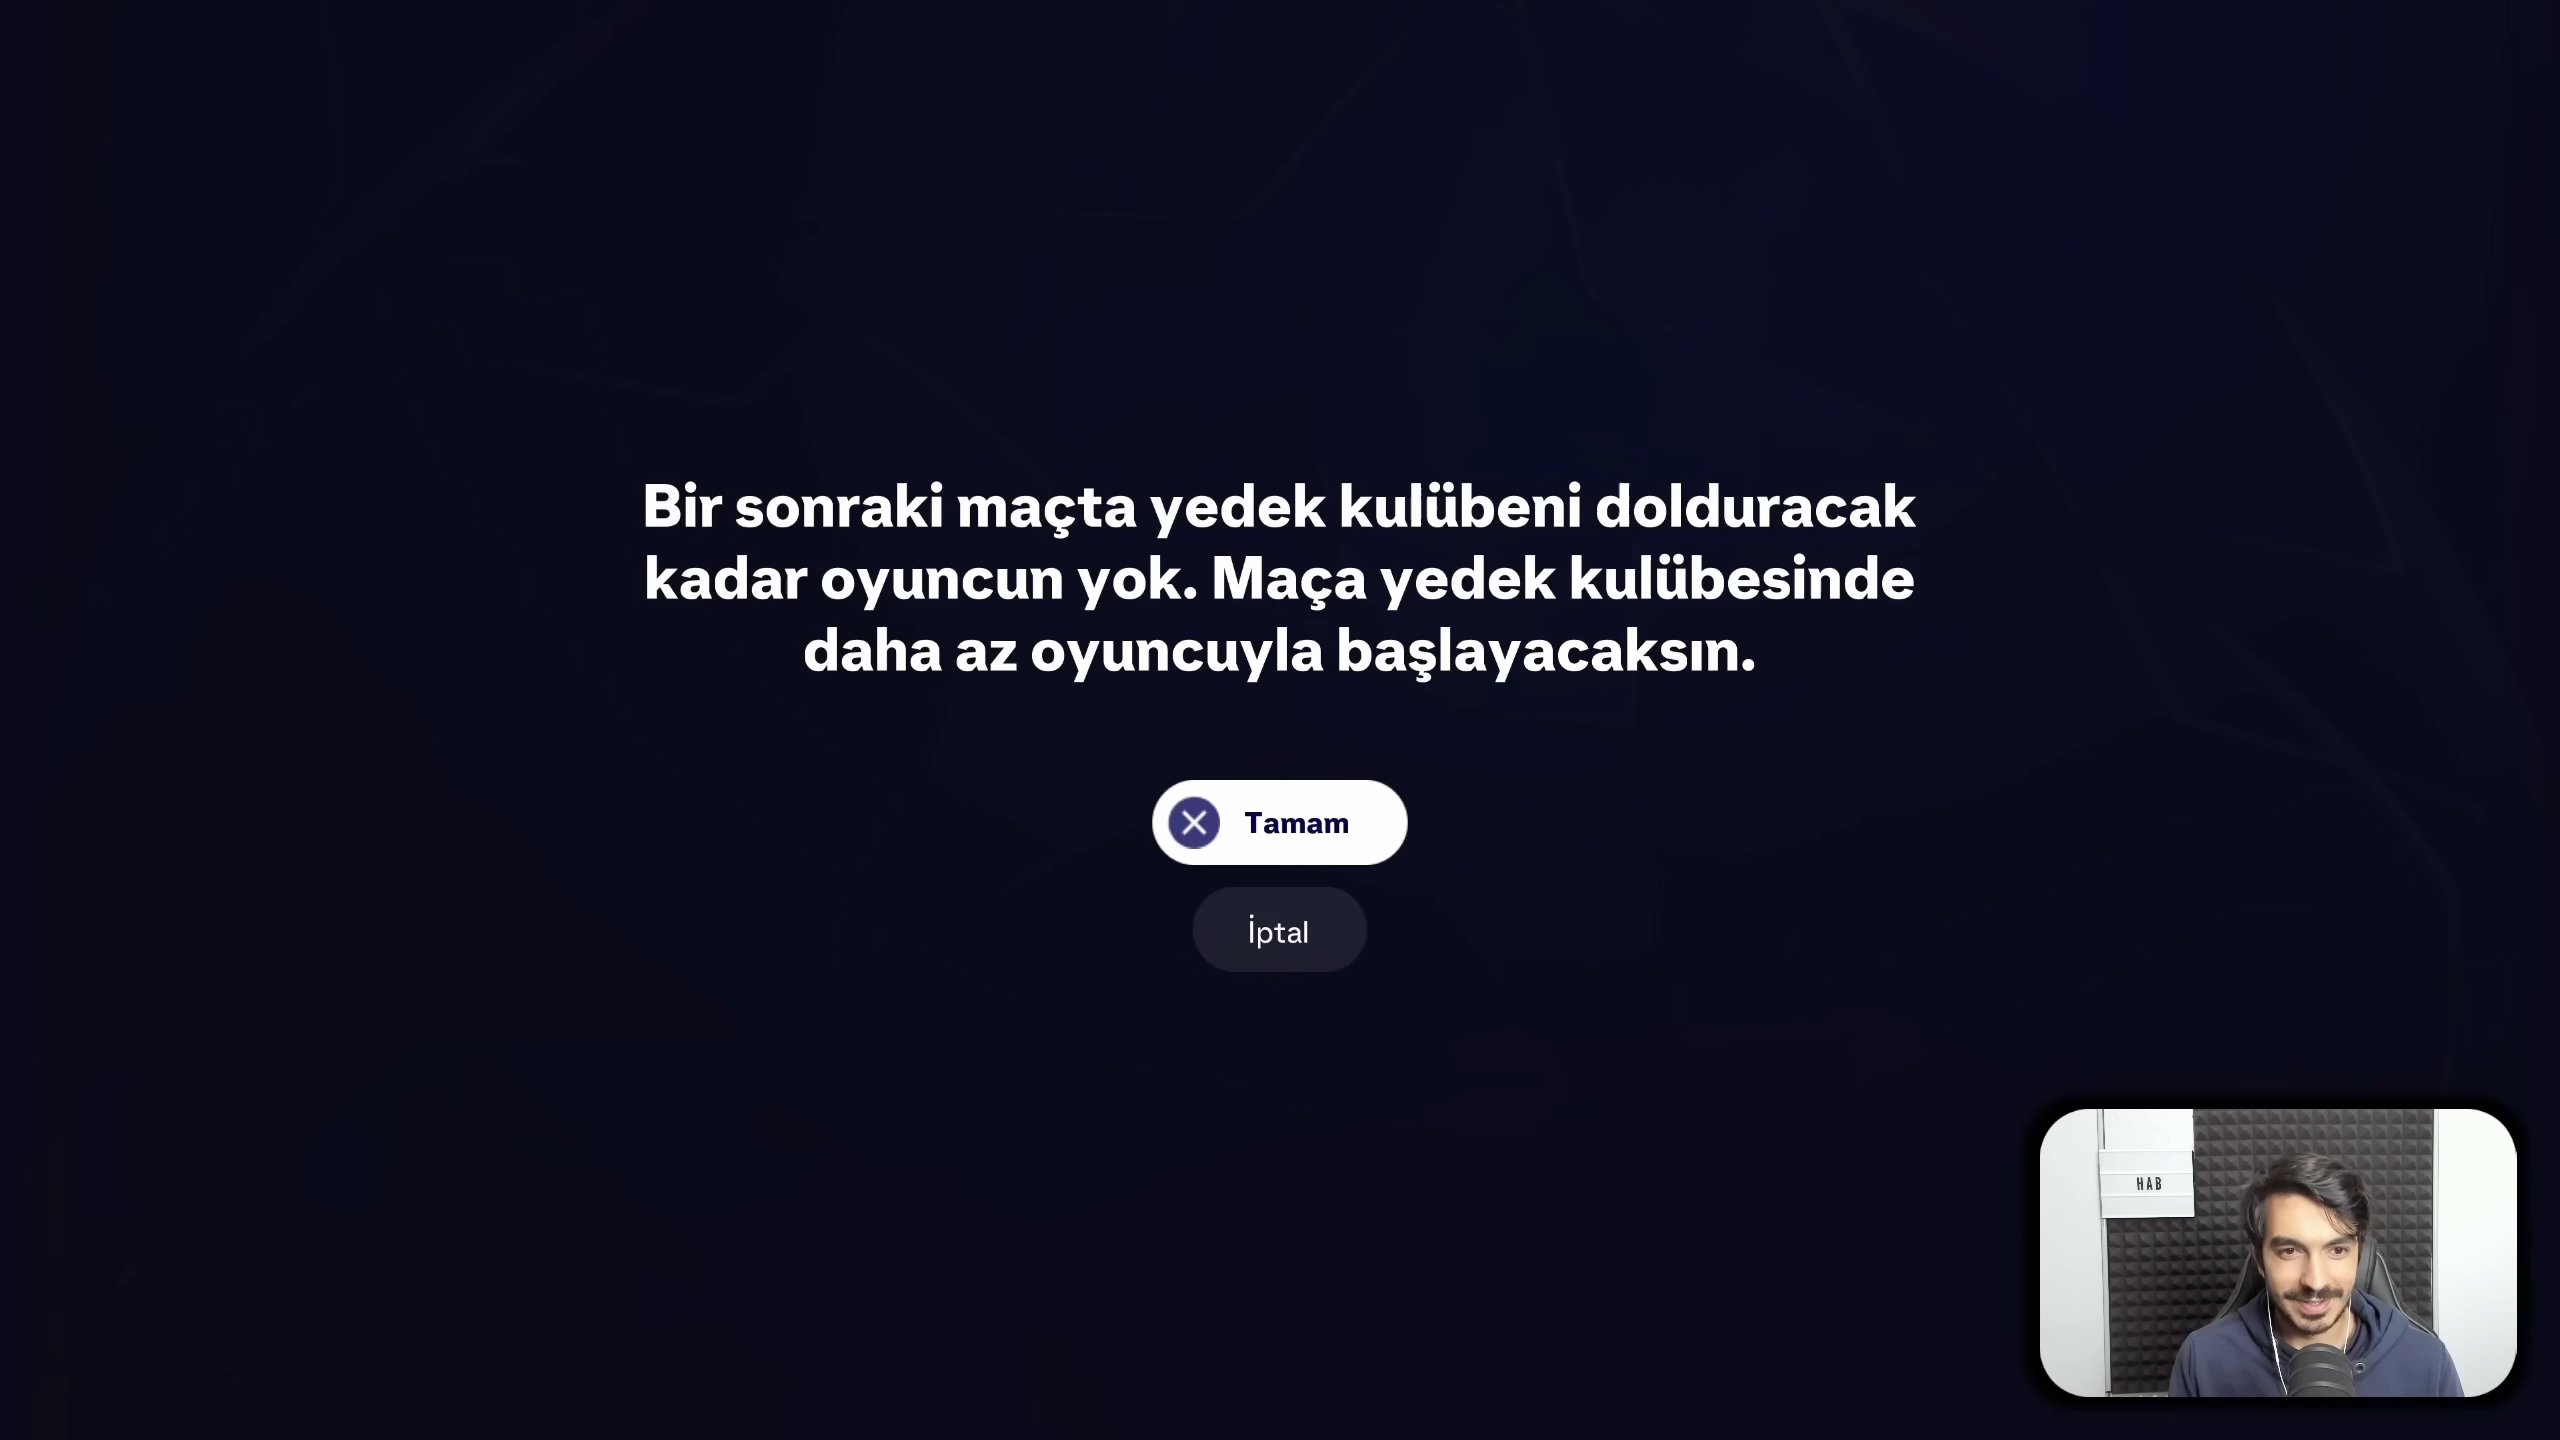 Bir sonraki maçta yedek kulübeni dolduracak
kadar oyuncun yok. Maça yedek kulübesinde
daha az oyuncuyla başlayacaksın.
Tamam
İptal
HAB